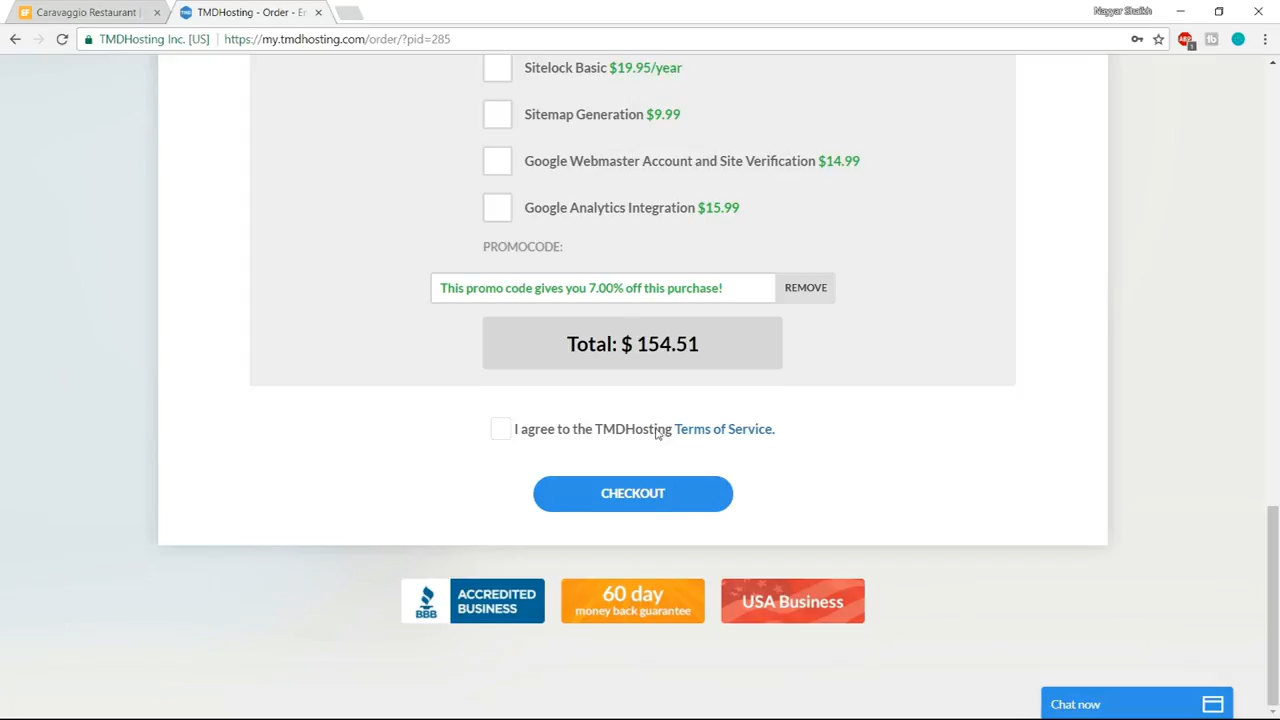 Caravaggio Restaurant |
TMDHosting - Order - En
Nayyar Shaikh
TMDHosting Inc. [US]
https://my.tmdhosting.com/order/?pid=285
Sitelock Basic $19.95/year
Sitemap Generation $9.99
Google Webmaster Account and Site Verification $14.99
Google Analytics Integration $15.99
PROMOCODE:
This promo code gives you 7.00% off this purchase!
REMOVE
Total: $ 154.51
I agree to the TMDHosting Terms of Service.
CHECKOUT
BBB
ACCREDITED
BUSINESS
60 day
money back guarantee
USA Business
Chat now